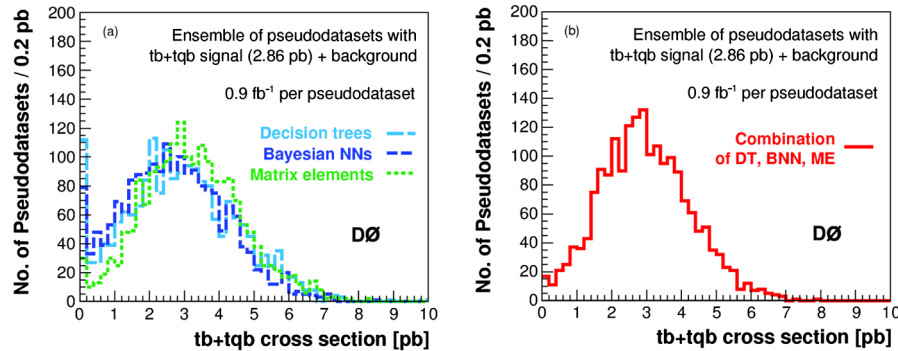 (a)
Ensemble of pseudodatasets with
tb+tqb signal (2.86 pb) + background
0.9 fb⁻¹ per pseudodataset
Decision trees
Bayesian NNs
Matrix elements
DØ
No. of Pseudodatasets / 0.2 pb
200
180
160
140
120
100
80
60
40
20
0
0 1 2 3 4 5 6 7 8 9 10
tb+tqb cross section [pb]
(b)
Ensemble of pseudodatasets with
tb+tqb signal (2.86 pb) + background
0.9 fb⁻¹ per pseudodataset
Combination
of DT, BNN, ME
DØ
No. of Pseudodatasets / 0.2 pb
200
180
160
140
120
100
80
60
40
20
0
0 1 2 3 4 5 6 7 8 9 10
tb+tqb cross section [pb]